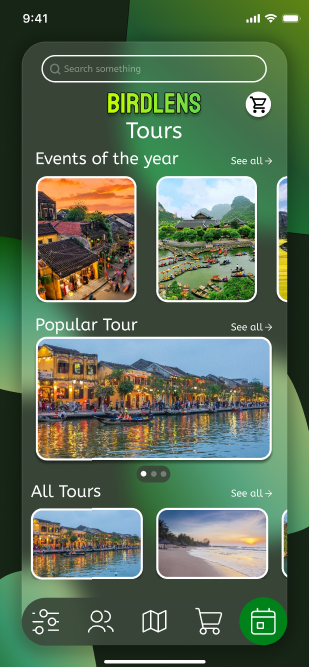 9:41
Search something
BIRDLENS
Tours
Events of the year
See all
Popular Tour
See all
All Tours
See all